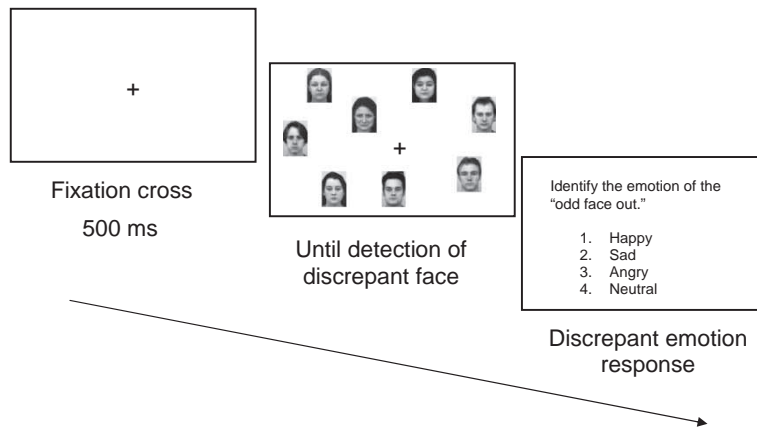 +
Fixation cross
500 ms
+
Until detection of
discrepant face
Identify the emotion of the
“odd face out.”
1. Happy
2. Sad
3. Angry
4. Neutral
Discrepant emotion
response